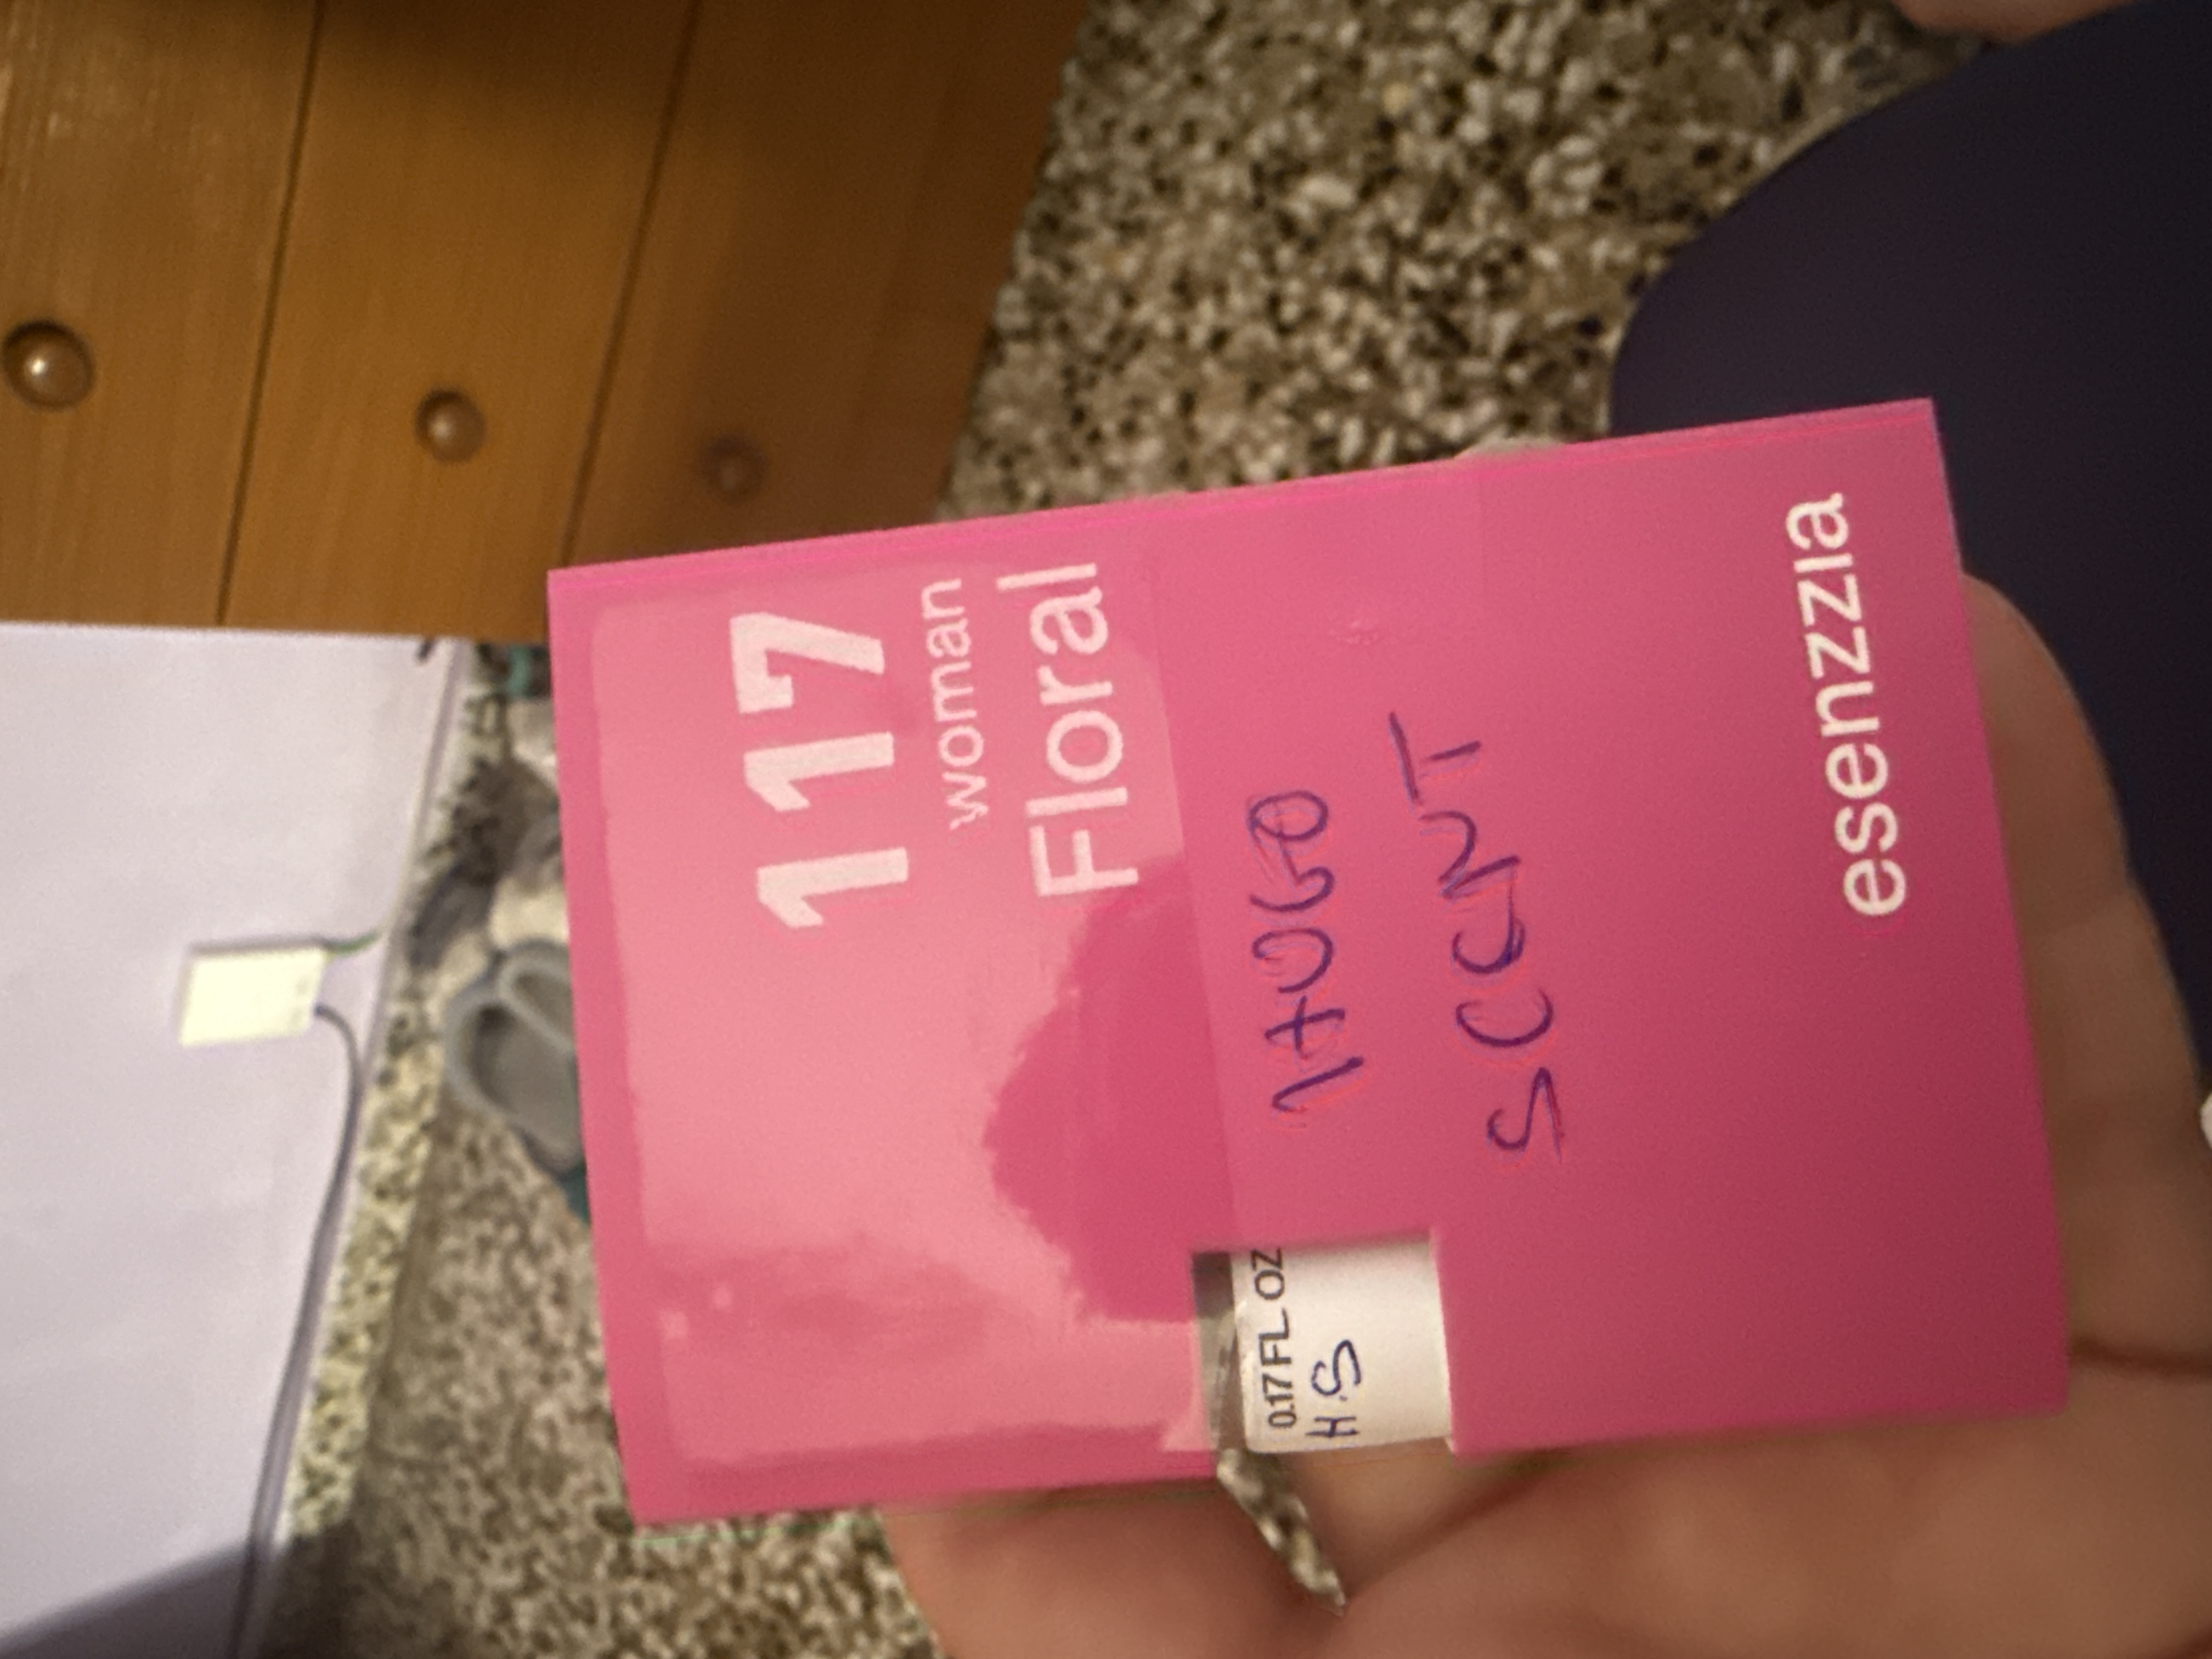 117
woman
Floral
HUGO
SCENT
0.17 FL OZ
H.S
esenzzia